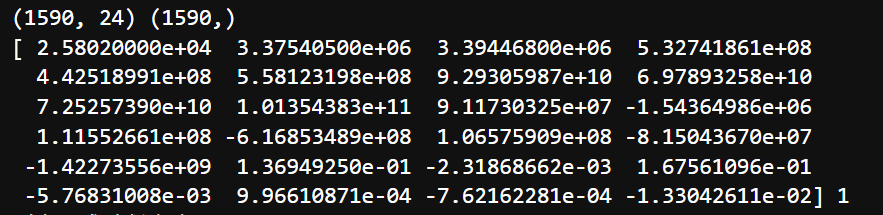 (1590, 24) (1590,)
[ 2.58020000e+04  3.37540500e+06  3.39446800e+06  5.32741861e+08
  4.42518991e+08  5.58123198e+08  9.29305987e+10  6.97893258e+10
  7.25257390e+10  1.01354383e+11  9.11730325e+07 -1.54364986e+06
  1.11552661e+08 -6.16853489e+08  1.06575909e+08 -8.15043670e+07
 -1.42273556e+09  1.36949250e-01 -2.31868662e-03  1.67561096e-01
 -5.76831008e-03  9.96610871e-04 -7.62162281e-04 -1.33042611e-02] 1